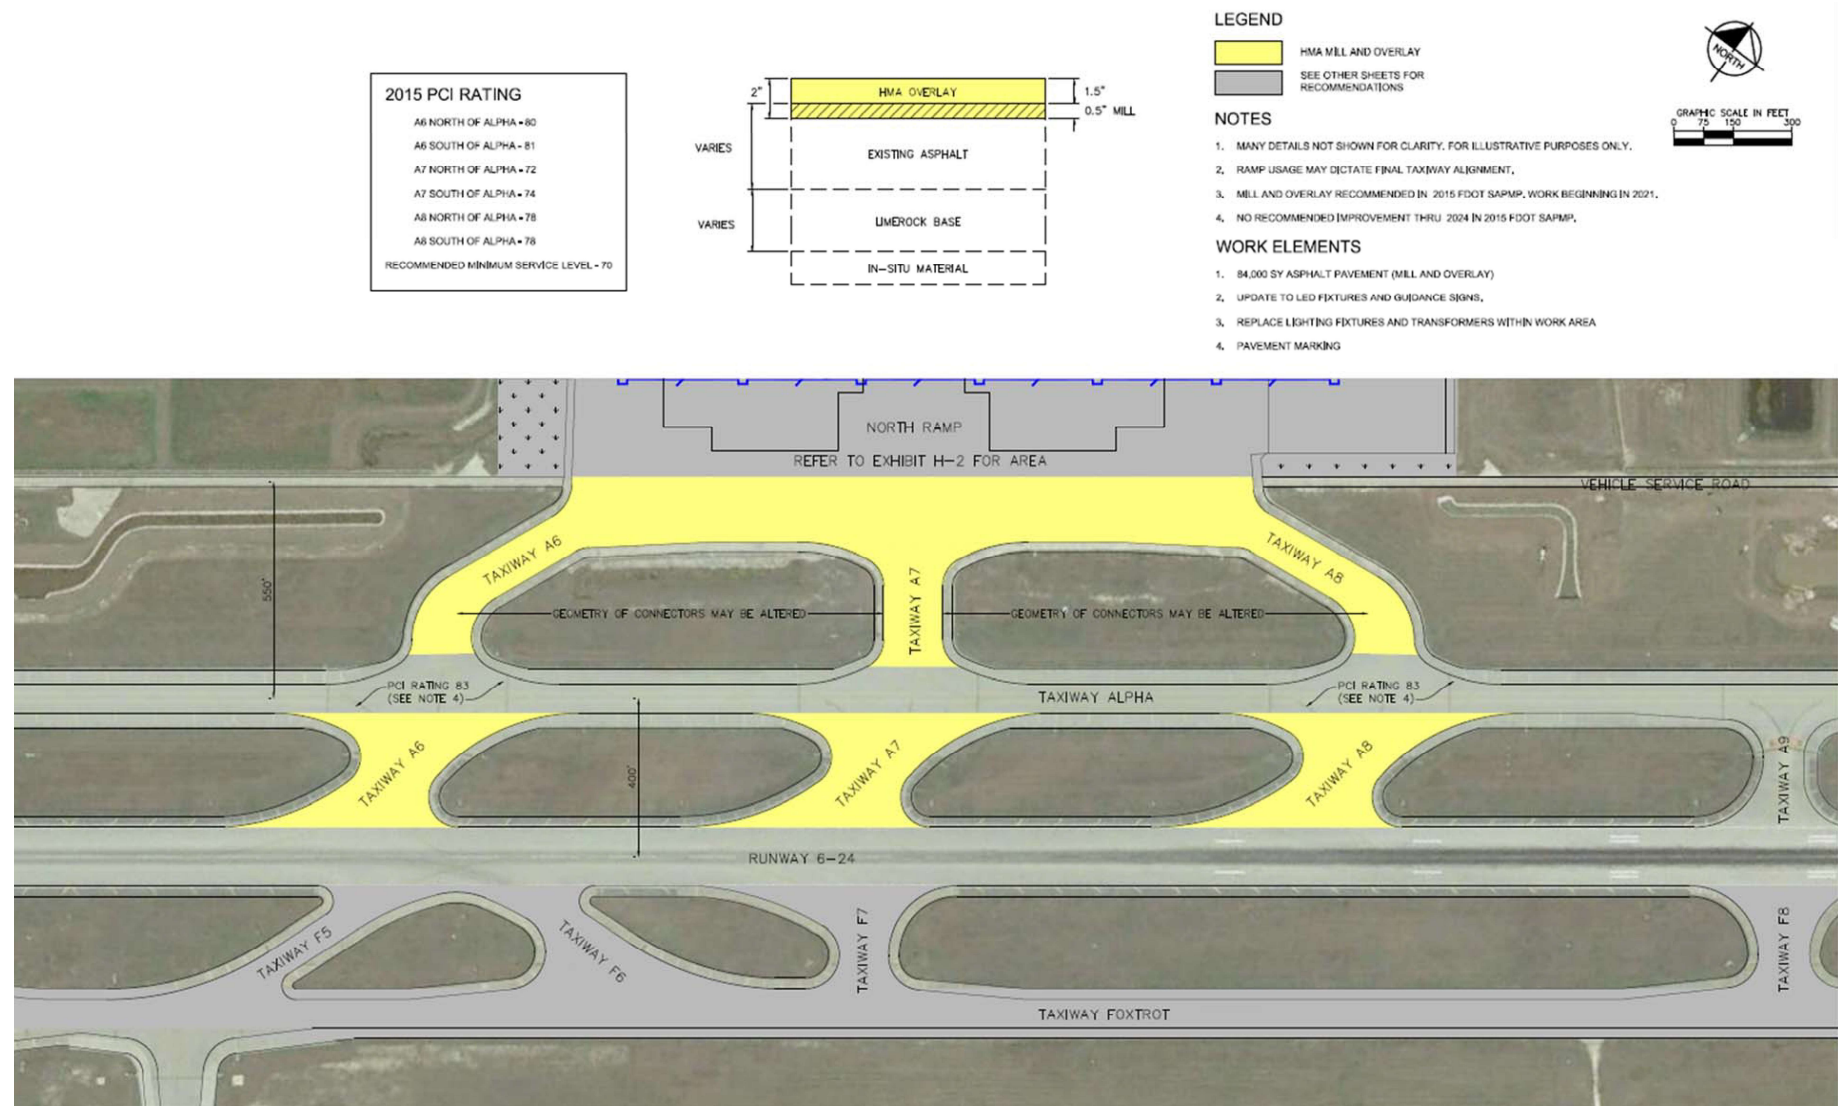 2015 PCI RATING
A6 NORTH OF ALPHA - 80
A6 SOUTH OF ALPHA - 81
A7 NORTH OF ALPHA - 72
A7 SOUTH OF ALPHA - 74
A8 NORTH OF ALPHA - 78
A8 SOUTH OF ALPHA - 78
RECOMMENDED MINIMUM SERVICE LEVEL - 70
2"
HMA OVERLAY
1.5"
0.5" MILL
VARIES
EXISTING ASPHALT
VARIES
LIMEROCK BASE
IN-SITU MATERIAL
LEGEND
HMA MILL AND OVERLAY
SEE OTHER SHEETS FOR
RECOMMENDATIONS
NOTES
1. MANY DETAILS NOT SHOWN FOR CLARITY. FOR ILLUSTRATIVE PURPOSES ONLY.
2. RAMP USAGE MAY DICTATE FINAL TAXIWAY ALIGNMENT.
3. MILL AND OVERLAY RECOMMENDED IN 2015 FDOT SAPMP. WORK BEGINNING IN 2021.
4. NO RECOMMENDED IMPROVEMENT THRU 2024 IN 2015 FDOT SAPMP.
WORK ELEMENTS
1. 84,000 SY ASPHALT PAVEMENT (MILL AND OVERLAY)
2. UPDATE TO LED FIXTURES AND GUIDANCE SIGNS.
3. REPLACE LIGHTING FIXTURES AND TRANSFORMERS WITHIN WORK AREA
4. PAVEMENT MARKING
NORTH
GRAPHIC SCALE IN FEET
0 75 150 300
NORTH RAMP
REFER TO EXHIBIT H-2 FOR AREA
VEHICLE SERVICE ROAD
TAXIWAY A6
TAXIWAY A7
TAXIWAY A8
550'
GEOMETRY OF CONNECTORS MAY BE ALTERED
GEOMETRY OF CONNECTORS MAY BE ALTERED
PCI RATING 83
(SEE NOTE 4)
TAXIWAY ALPHA
PCI RATING 83
(SEE NOTE 4)
TAXIWAY A6
400'
TAXIWAY A7
TAXIWAY A8
TAXIWAY A9
RUNWAY 6-24
TAXIWAY F5
TAXIWAY F6
TAXIWAY F7
TAXIWAY F8
TAXIWAY FOXTROT